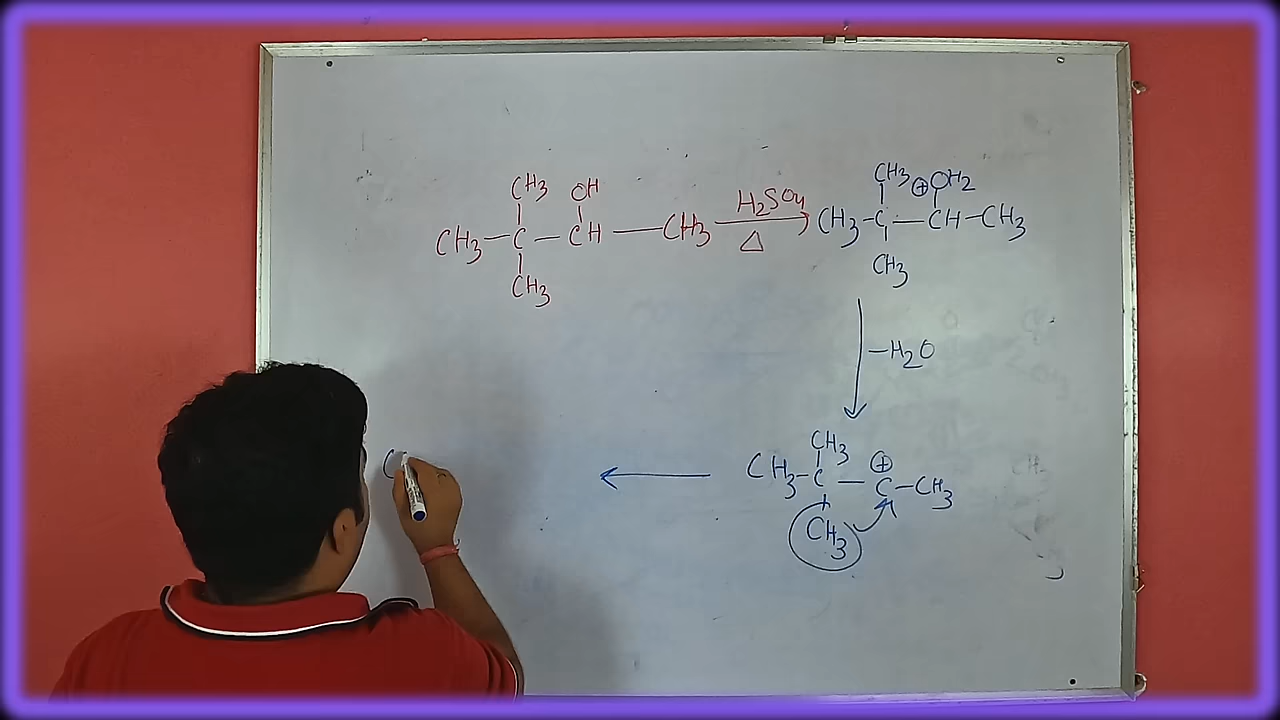 CH3 OH H2SO4 CH3 ⊕OH2
CH3-C-CH-CH3 → CH3-C-CH-CH3
CH3 Δ CH3
-H2O
CH3 ⊕
CH3-C-C-CH3
CH3